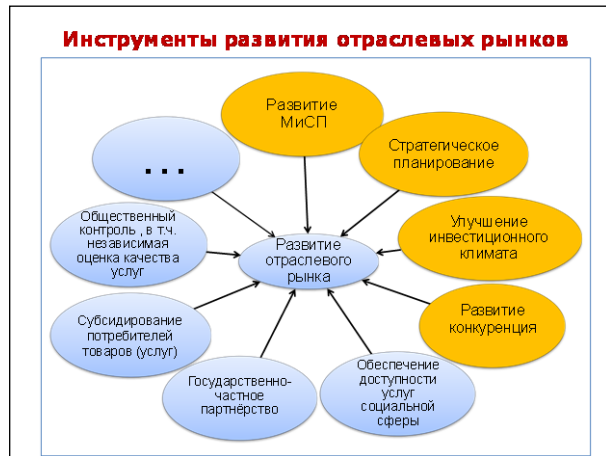 Инструменты развития отраслевых рынков
Развитие
МиСП
Стратегическое
планирование
. . .
Общественный
контроль , в т.ч.
независимая
оценка качества
услуг
Развитие
отраслевого
рынка
Улучшение
инвестиционного
климата
Развитие
конкуренция
Субсидирование
потребителей
товаров (услуг)
Государственно-
частное
партнёрство
Обеспечение
доступности
услуг
социальной
сферы